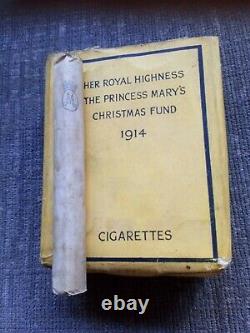 HER ROYAL HIGHNESS
THE PRINCESS MARY'S
CHRISTMAS FUND
1914
CIGARETTES
ebay